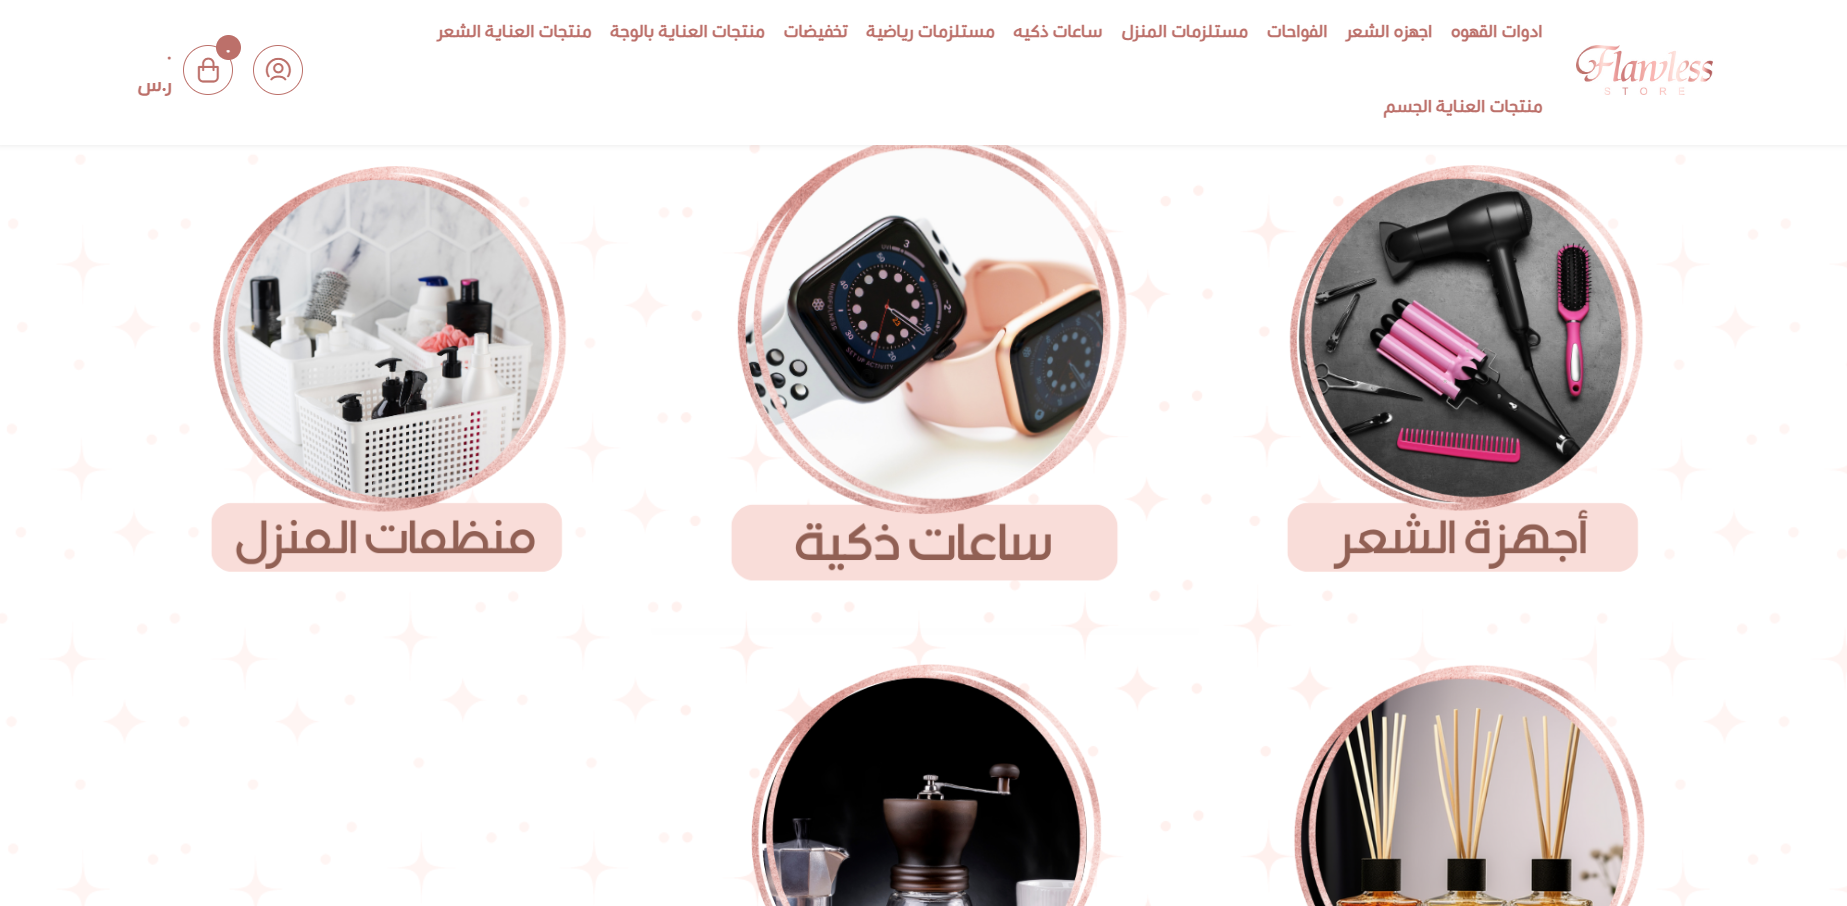 Flawless
STORE
ادوات القهوه
اجهزه الشعر
الفواحات
مستلزمات المنزل
ساعات ذكيه
مستلزمات رياضية
تخفيضات
منتجات العناية بالوجة
منتجات العناية الشعر
منتجات العناية الجسم
٠
٠
ر.س
أجهزة الشعر
ساعات ذكية
منظمات المنزل